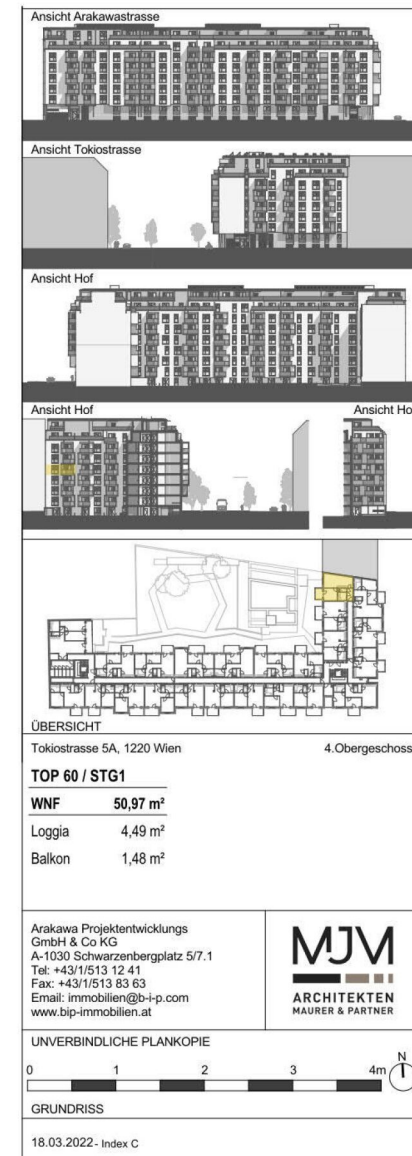 Ansicht Arakawastrasse
Ansicht Tokiostrasse
Ansicht Hof
Ansicht Hof
Ansicht Ho
ÜBERSICHT
Tokiostrasse 5A, 1220 Wien 4.Obergeschoss
TOP 60 / STG1
WNF 50,97 m²
Loggia 4,49 m²
Balkon 1,48 m²
Arakawa Projektentwicklungs
GmbH & Co KG
A-1030 Schwarzenbergplatz 5/7.1
Tel: +43/1/513 12 41
Fax: +43/1/513 83 63
Email: immobilien@b-i-p.com
www.bip-immobilien.at
MJM
ARCHITEKTEN
MAURER & PARTNER
UNVERBINDLICHE PLANKOPIE
0 1 2 3 4m
N
GRUNDRISS
18.03.2022- Index C